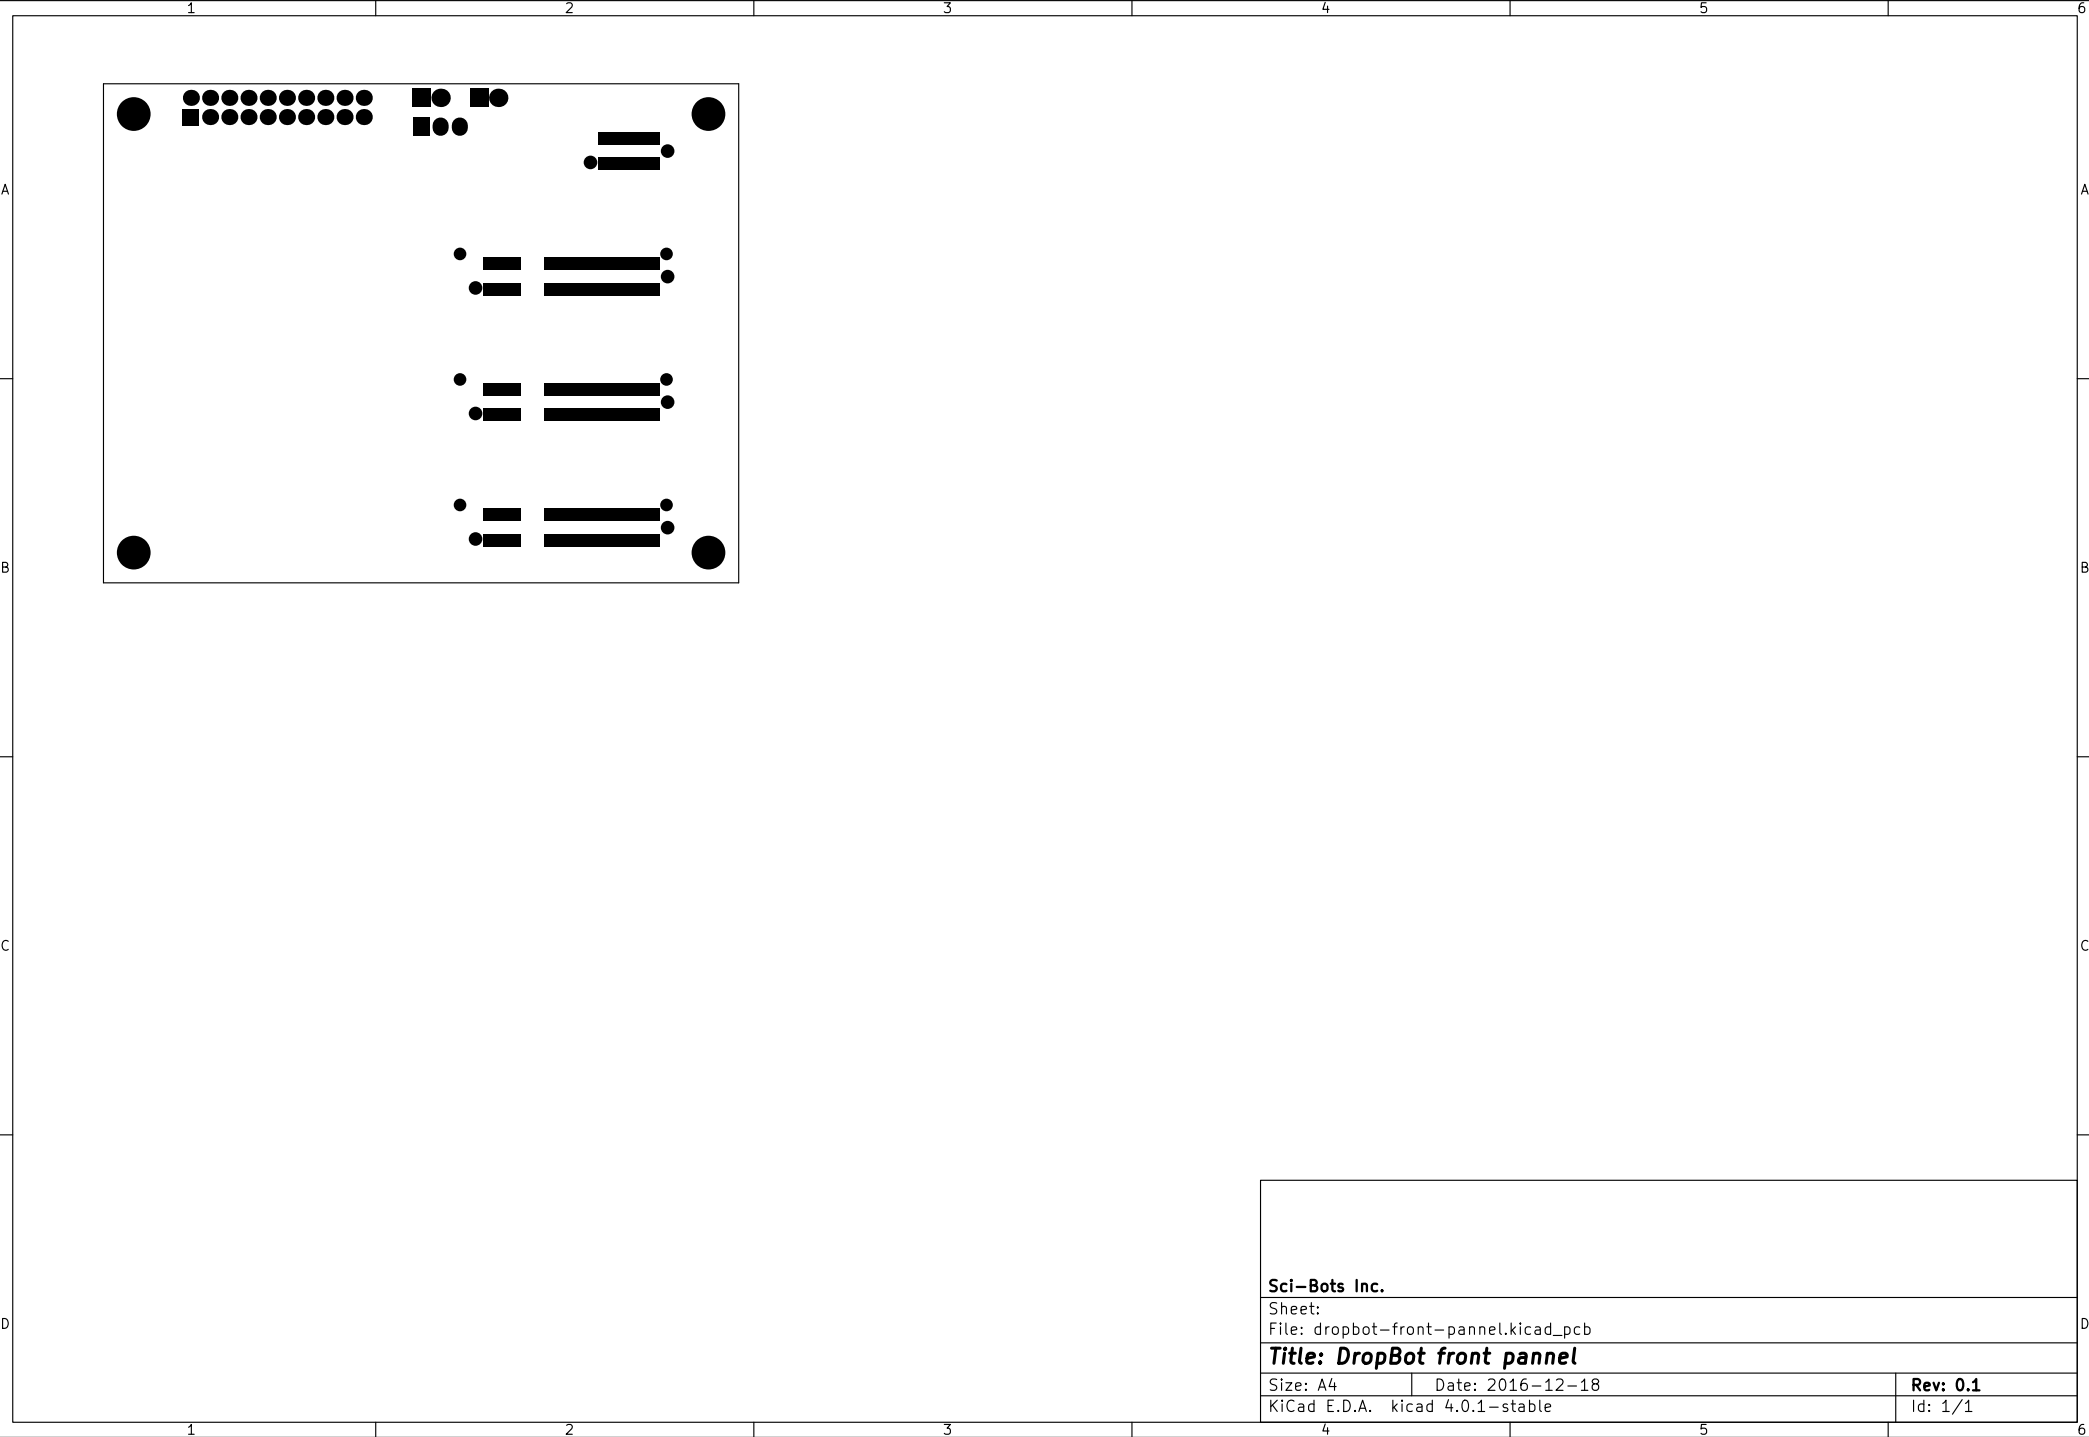 1 2 3 4 5 6
A A
B B
C C
Sci-Bots Inc.
Sheet:
D D
File: dropbot-front-pannel.kicad_pcb
Title: DropBot front pannel
Size: A4 Date: 2016-12-18 Rev: 0.1
KiCad E.D.A. kicad 4.0.1-stable Id: 1/1
1 2 3 4 5 6